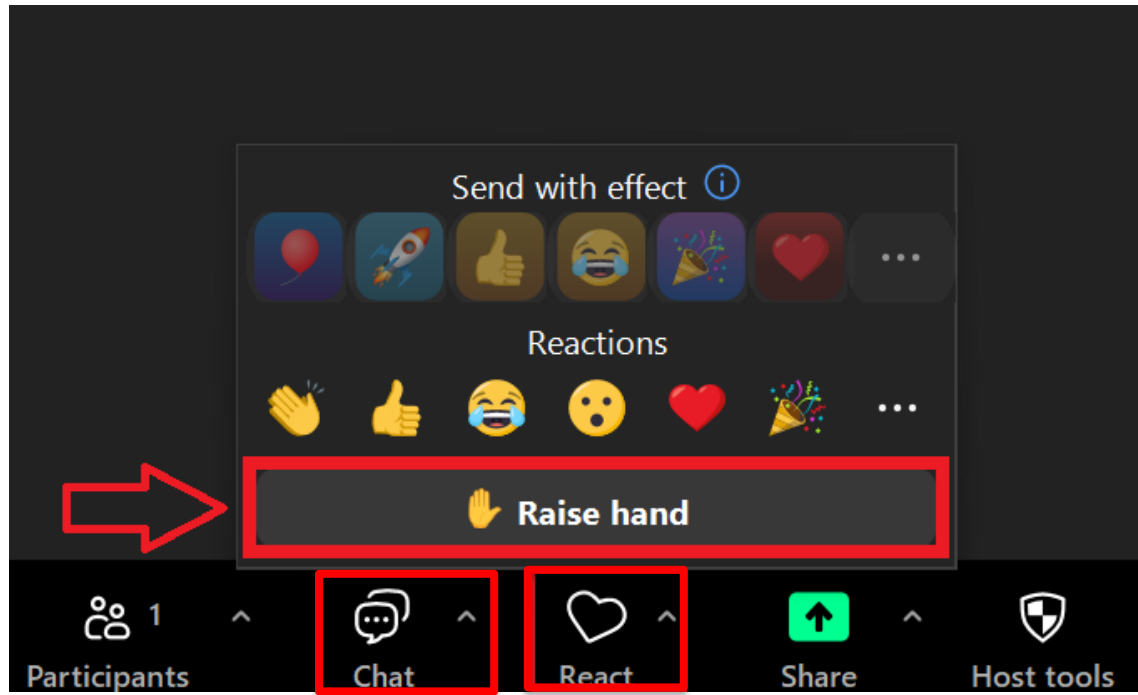 Send with effect
Reactions
Raise hand
1
Participants
Chat
React
Share
Host tools